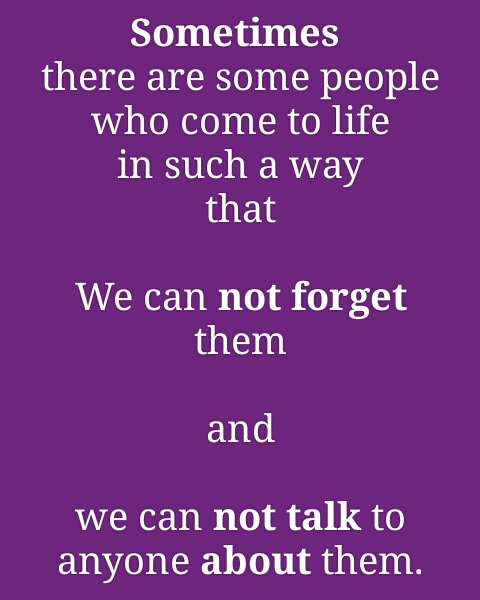 Sometimes
there are some people
who come to life
in such a way
that
We can not forget
them
and
we can not talk to
anyone about them.